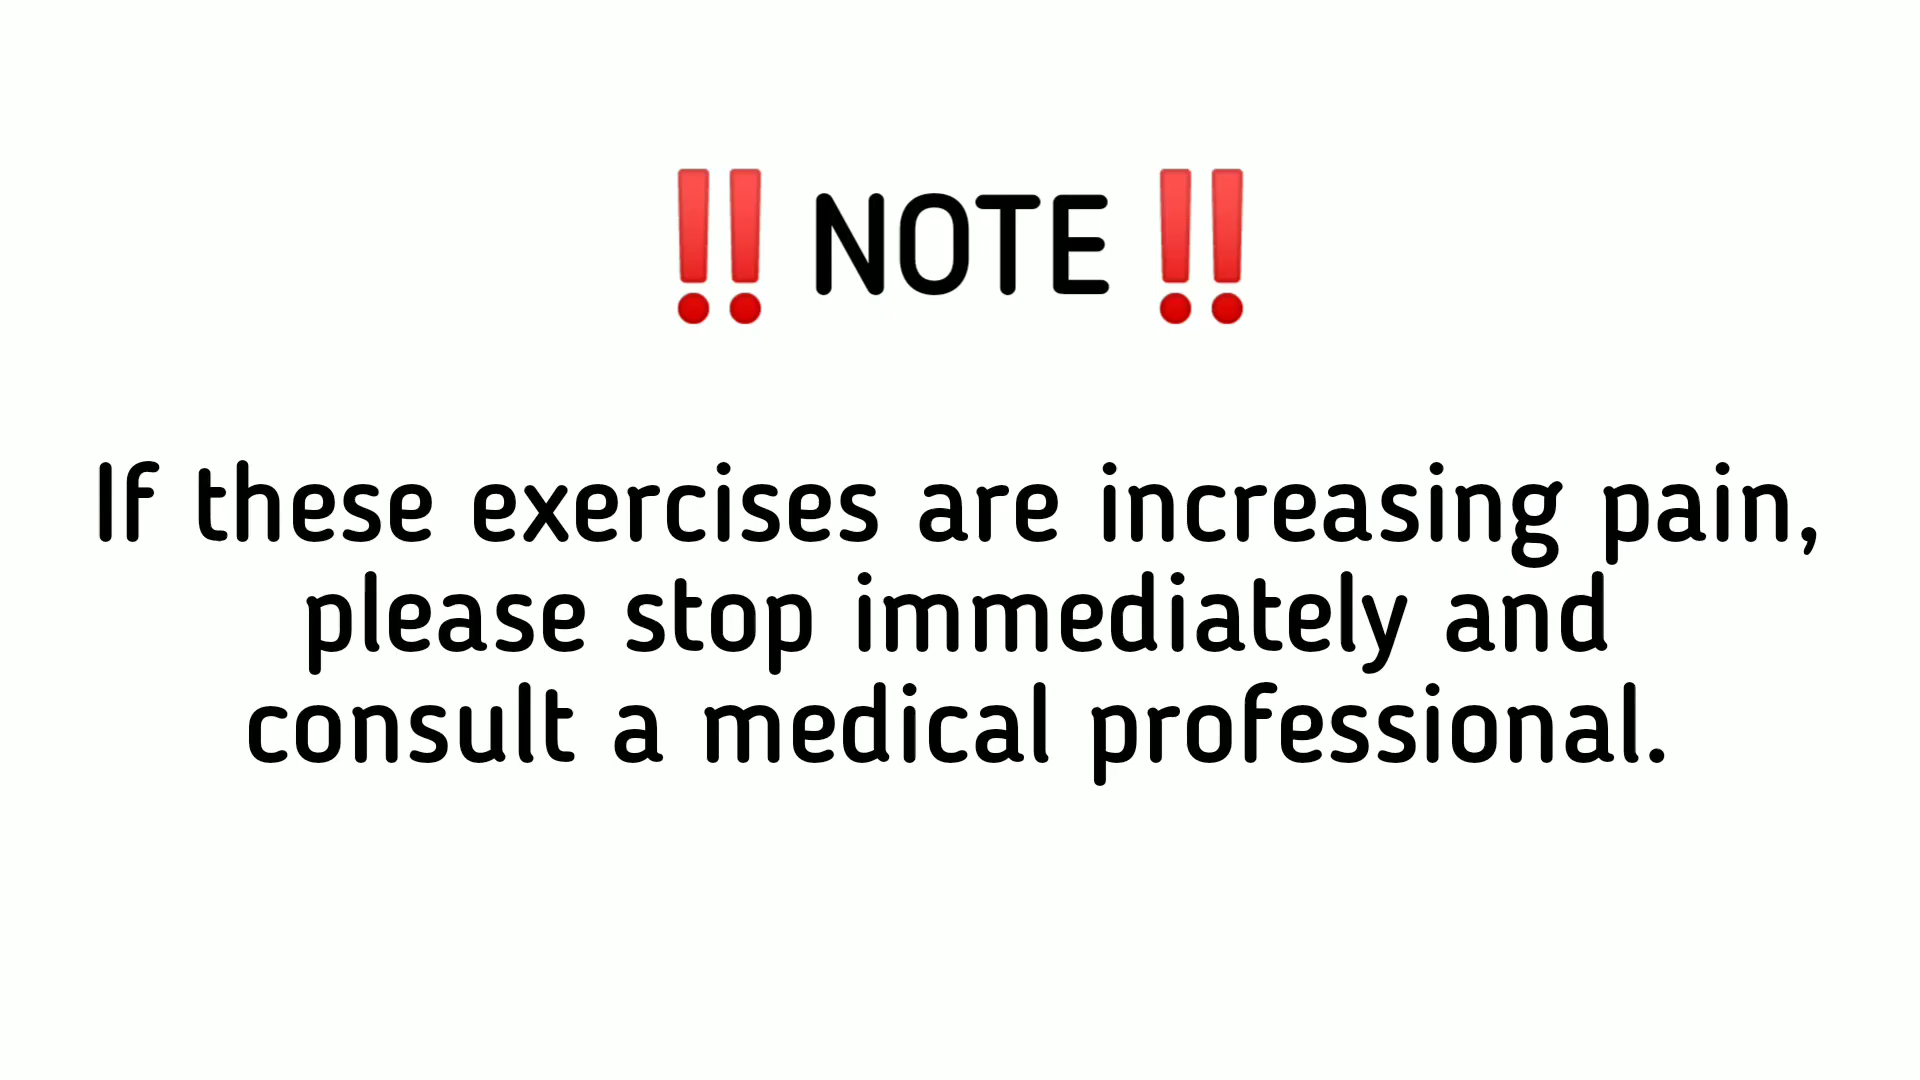 ‼️ NOTE ‼️
If these exercises are increasing pain,
please stop immediately and
consult a medical professional.